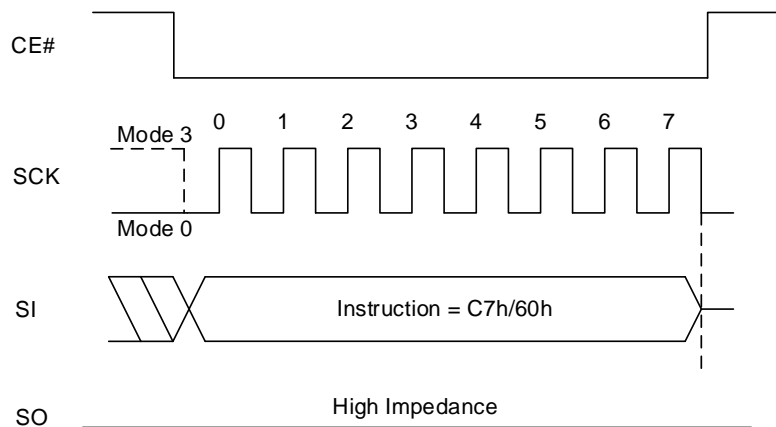 CE#
Mode 3
0 1 2 3 4 5 6 7
SCK
Mode 0
SI
Instruction = C7h/60h
SO
High Impedance